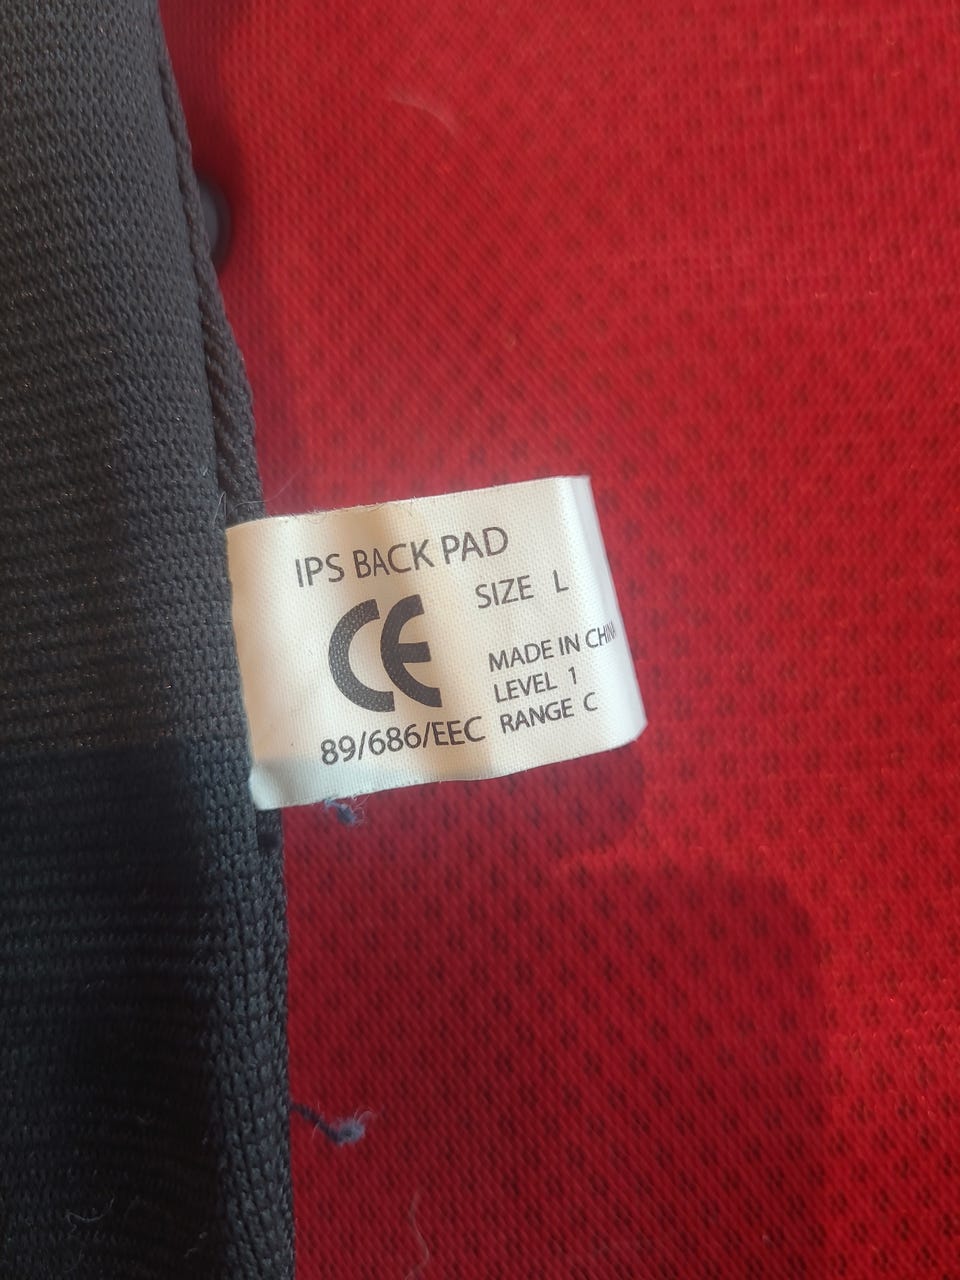 IPS BACK PAD
SIZE L
CE
MADE IN CHINA
LEVEL 1
RANGE C
89/686/EEC